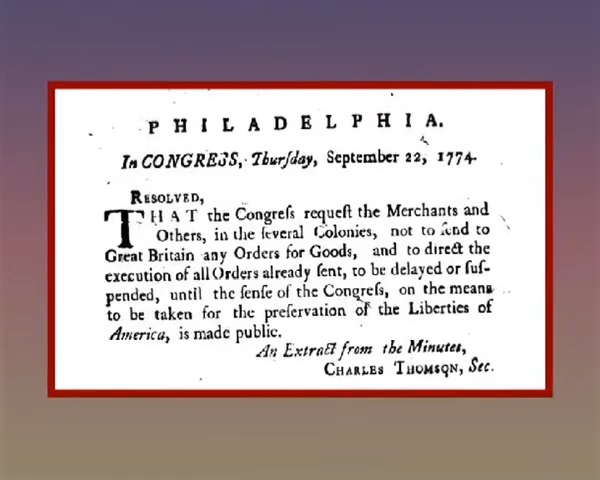 PHILADELPHIA.
In CONGRESS, Thurſday, September 22, 1774.
RESOLVED,
THAT the Congreſs requeſt the Merchants and
Others, in the ſeveral Colonies, not to ſend to
Great Britain any Orders for Goods, and to direct the
execution of all Orders already ſent, to be delayed or ſuſ-
pended, until the ſenſe of the Congreſs, on the means
to be taken for the preſervation of the Liberties of
America, is made public.
An Extract from the Minutes,
CHARLES THOMSON, Sec.